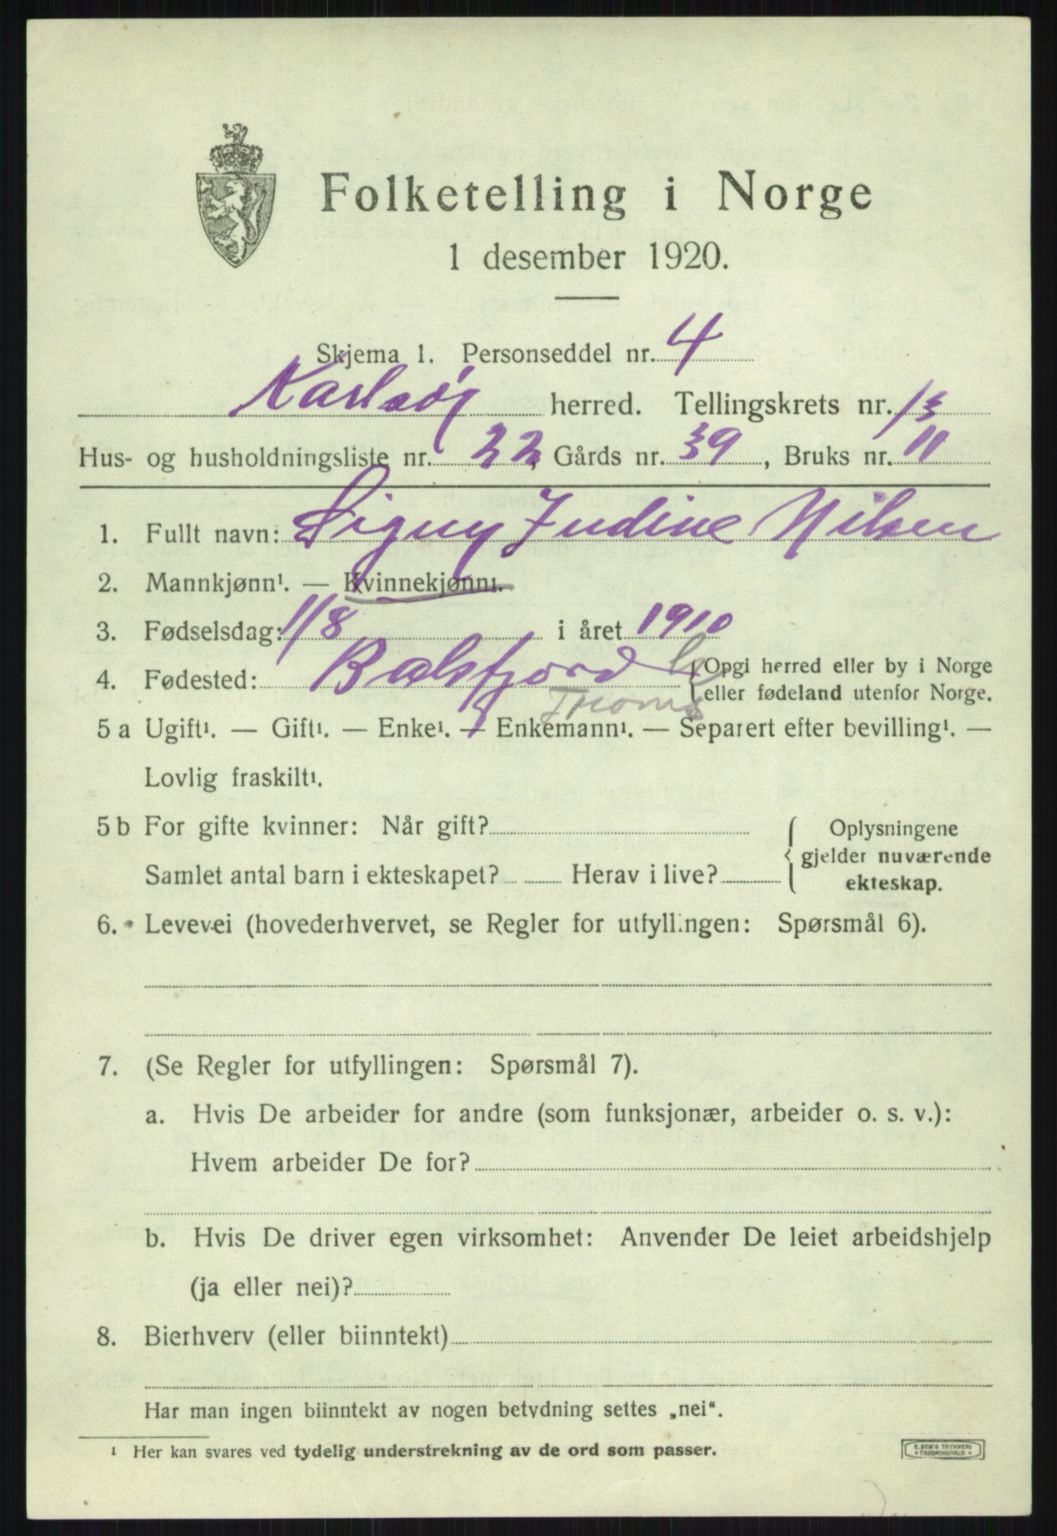 Folketelling i Norge
1 desember 1920.
Skjema 1. Personseddel nr. 4
Karlsøy herred. Tellingskrets nr. 13
Hus- og husholdningsliste nr. 22, Gårds nr. 39, Bruks nr. 11
1. Fullt navn: Signy Indine Nilsen
2. Mannkjønn¹. — Kvinnekjønn¹.
3. Fødselsdag: 11/8 i året 1910
4. Fødested: Balsfjord { Opgi herred eller by i Norge
eller fødeland utenfor Norge.
Troms
5 a Ugift¹. — Gift¹. — Enke¹. — Enkemann¹. — Separert efter bevilling¹. —
Lovlig fraskilt¹.
5 b For gifte kvinner: Når gift? { Oplysningene
gjelder nuværende
Samlet antal barn i ekteskapet? Herav i live? ekteskap.
6. Levevei (hovederhvervet, se Regler for utfyllingen: Spørsmål 6).
7. (Se Regler for utfyllingen: Spørsmål 7).
a. Hvis De arbeider for andre (som funksjonær, arbeider o. s. v.):
Hvem arbeider De for?
b. Hvis De driver egen virksomhet: Anvender De leiet arbeidshjelp
(ja eller nei)?
8. Bierhverv (eller biinntekt)
Har man ingen biinntekt av nogen betydning settes „nei".
¹ Her kan svares ved tydelig understrekning av de ord som passer.
E. SEM'S TRYKKERI
• FREDRIKSHALD •